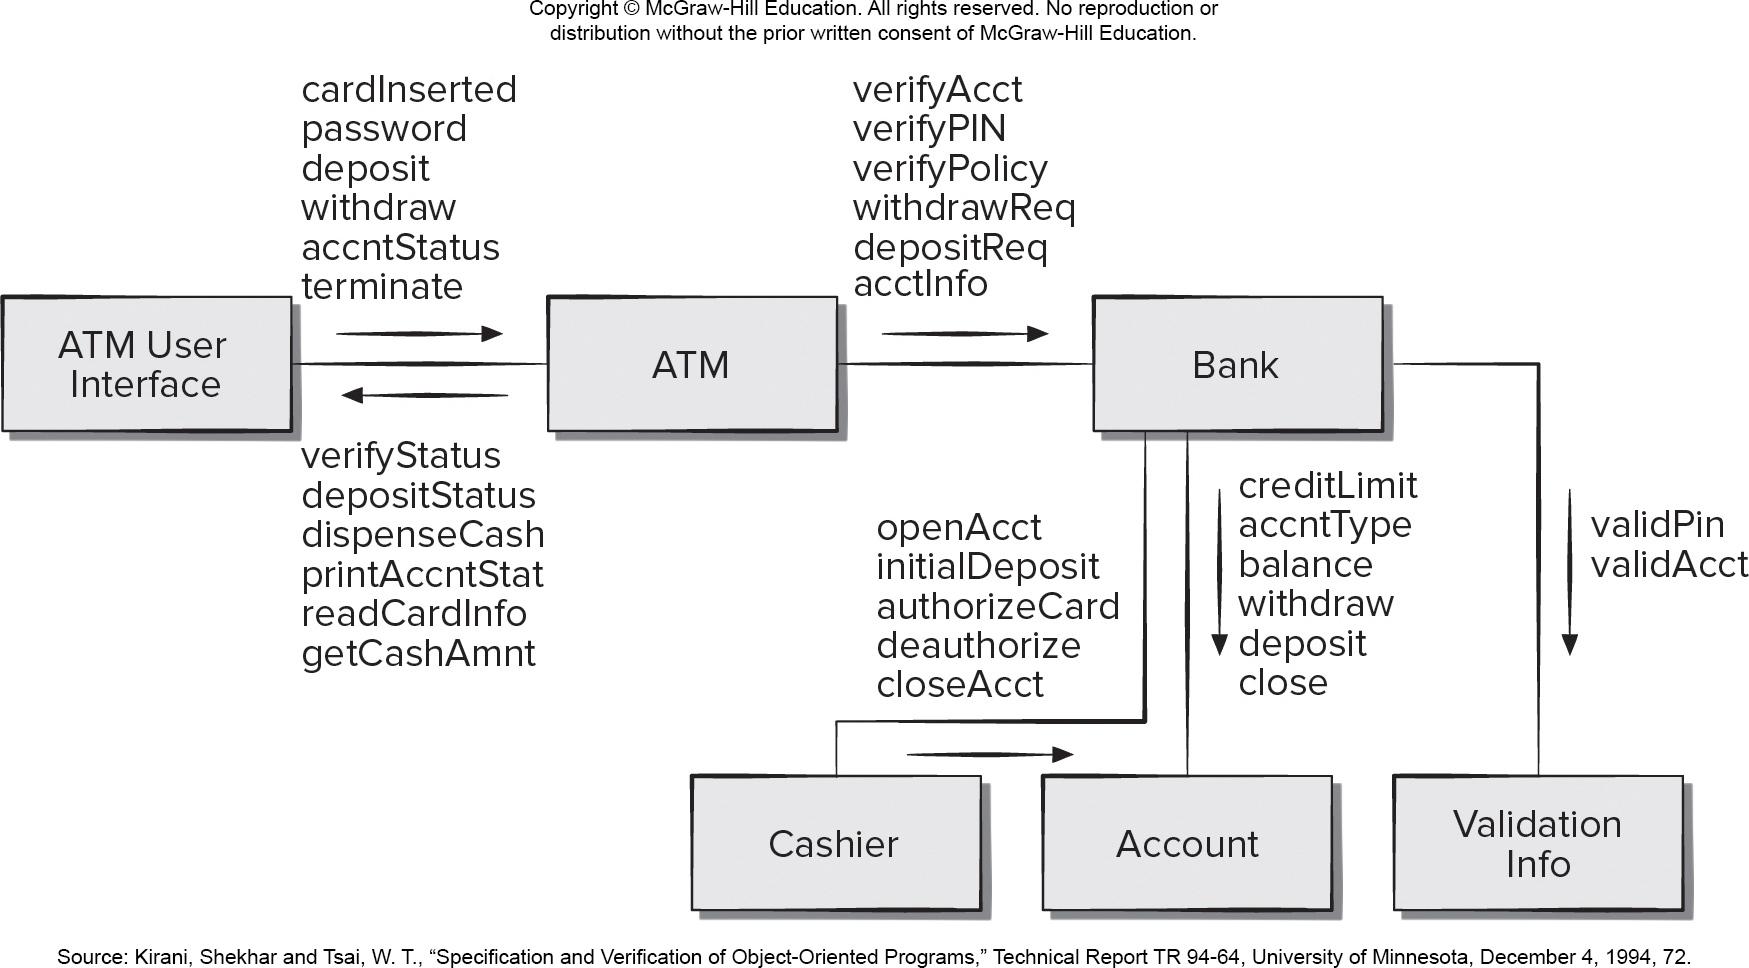 Copyright © McGraw-Hill Education. All rights reserved. No reproduction or
distribution without the prior written consent of McGraw-Hill Education.
cardInserted
password
deposit
withdraw
accntStatus
terminate
verifyAcct
verifyPIN
verifyPolicy
withdrawReq
depositReq
acctInfo
ATM User
Interface
ATM
Bank
verifyStatus
depositStatus
dispenseCash
printAccntStat
readCardInfo
getCashAmnt
openAcct
initialDeposit
authorizeCard
deauthorize
closeAcct
creditLimit
accntType
balance
withdraw
deposit
close
validPin
validAcct
Cashier
Account
Validation
Info
Source: Kirani, Shekhar and Tsai, W. T., “Specification and Verification of Object-Oriented Programs,” Technical Report TR 94-64, University of Minnesota, December 4, 1994, 72.